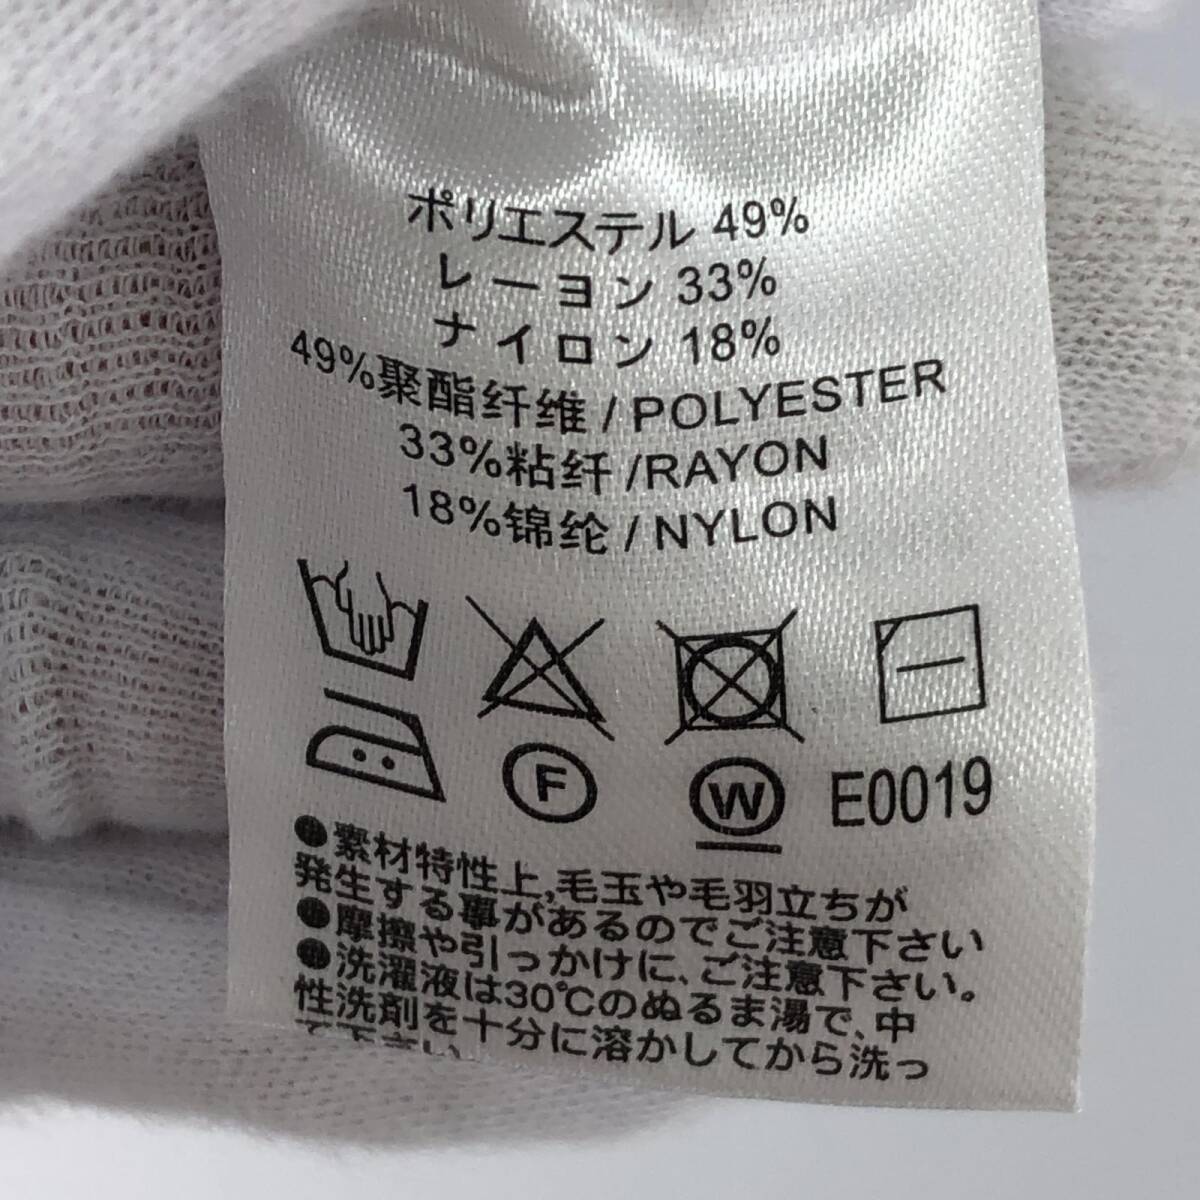 ポリエステル 49%
レーヨン 33%
ナイロン 18%
49%聚酯纤维 / POLYESTER
33%粘纤 /RAYON
18%锦纶 / NYLON
F
W
E0019
●素材特性上,毛玉や毛羽立ちが
発生する事があるのでご注意下さい
●摩擦や引っかけに、ご注意下さい。
●洗濯液は30℃のぬるま湯で、中
性洗剤を十分に溶かしてから洗っ
て下さい